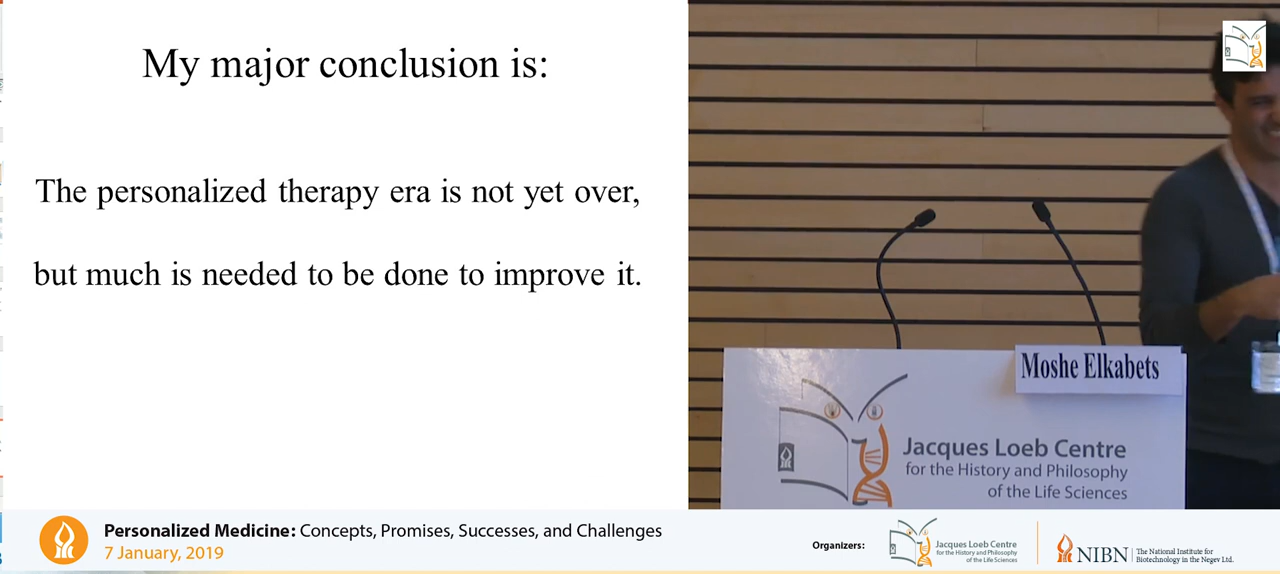 My major conclusion is:
The personalized therapy era is not yet over,
but much is needed to be done to improve it.
Moshe Elkabets
Jacques Loeb Centre
for the History and Philosophy
of the Life Sciences
Personalized Medicine: Concepts, Promises, Successes, and Challenges
7 January, 2019
Organizers:
Jacques Loeb Centre
for the History and Philosophy
of the Life Sciences
NIBN
The National Institute for
Biotechnology in the Negev Ltd.